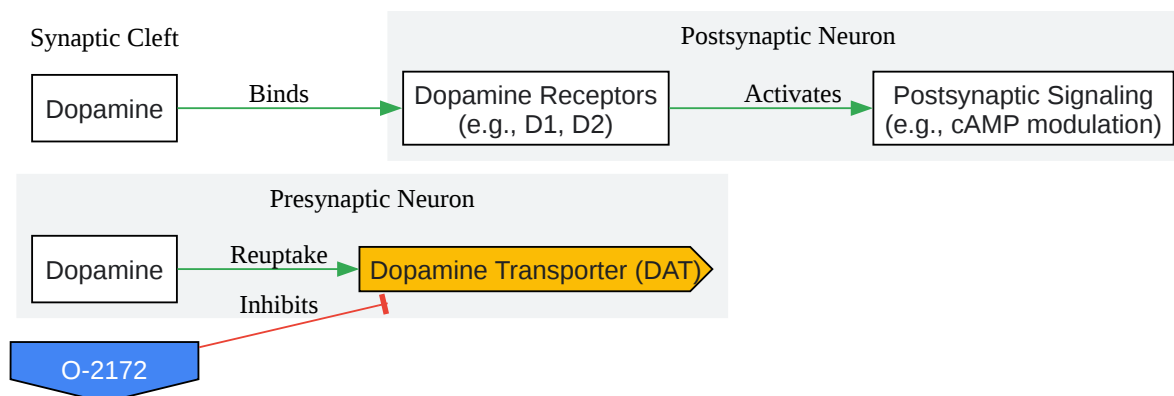 Synaptic Cleft
Postsynaptic Neuron
Dopamine
Binds
Dopamine Receptors
(e.g., D1, D2)
Activates
Postsynaptic Signaling
(e.g., cAMP modulation)
Presynaptic Neuron
Dopamine
Reuptake
Dopamine Transporter (DAT)
Inhibits
O-2172